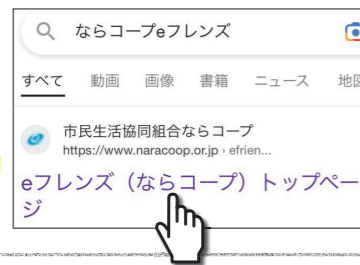 ならコープeフレンズ
すべて 動画 画像 書籍 ニュース 地図
市民生活協同組合ならコープ
https://www.naracoop.or.jp › efrien...
eフレンズ（ならコープ）トップペー
ジ